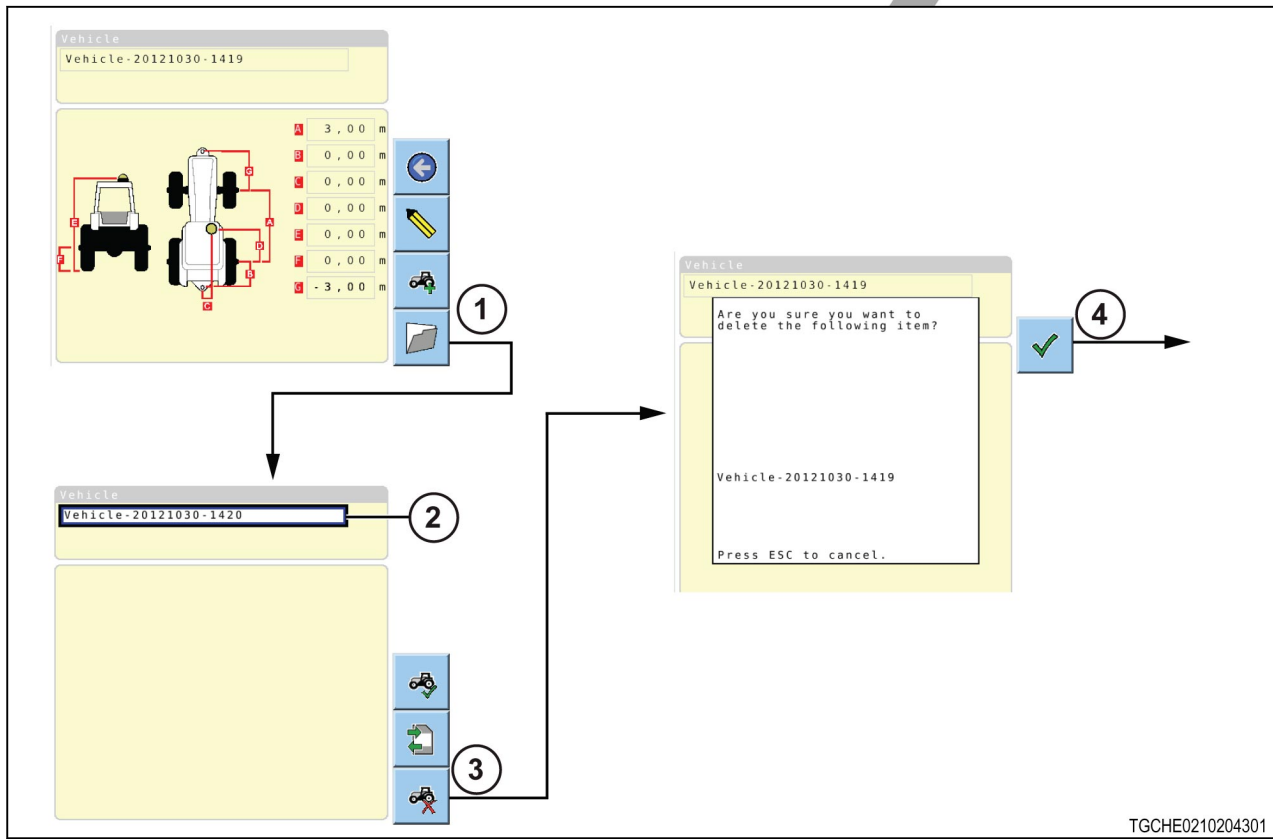 Vehicle
Vehicle-20121030-1419
A 3,00 m
B 0,00 m
C 0,00 m
D 0,00 m
E 0,00 m
F 0,00 m
G -3,00 m
G
A
E
D
F
B
C
1
Vehicle
Vehicle-20121030-1420
2
3
Vehicle
Vehicle-20121030-1419
Are you sure you want to
delete the following item?
Vehicle-20121030-1419
Press ESC to cancel.
4
TGCHE0210204301